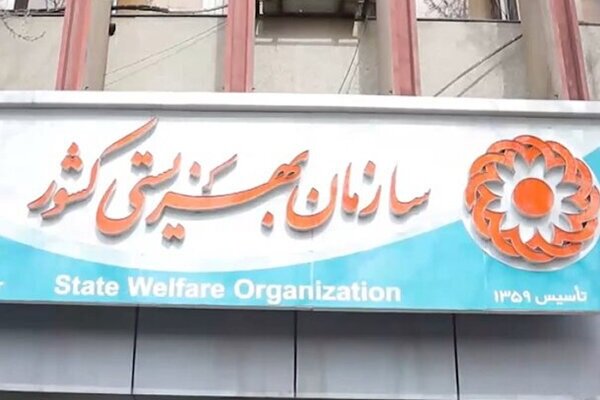 سازمان بهزیستی کشور
State Welfare Organization
تأسیس ۱۳۵۹